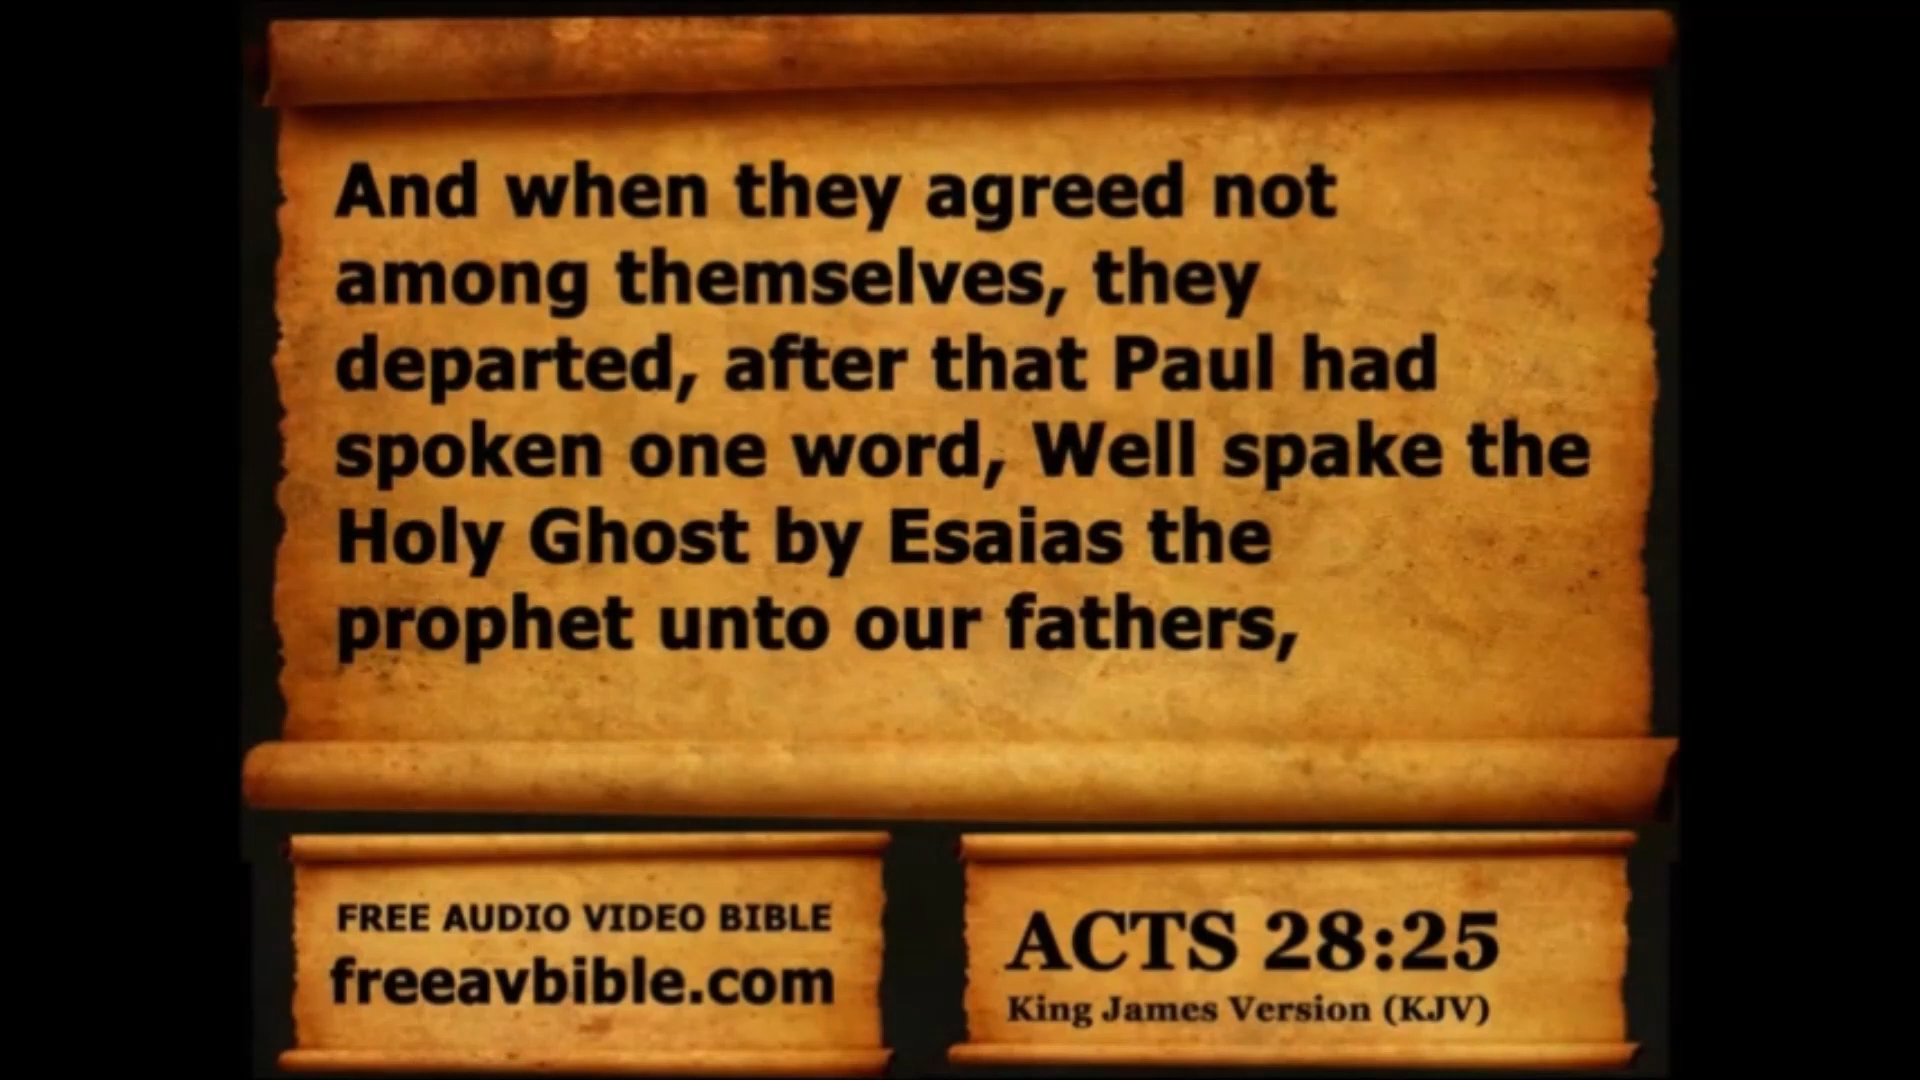 And when they agreed not
among themselves, they
departed, after that Paul had
spoken one word, Well spake the
Holy Ghost by Esaias the
prophet unto our fathers,
FREE AUDIO VIDEO BIBLE
freeavbible.com
ACTS 28:25
King James Version (KJV)